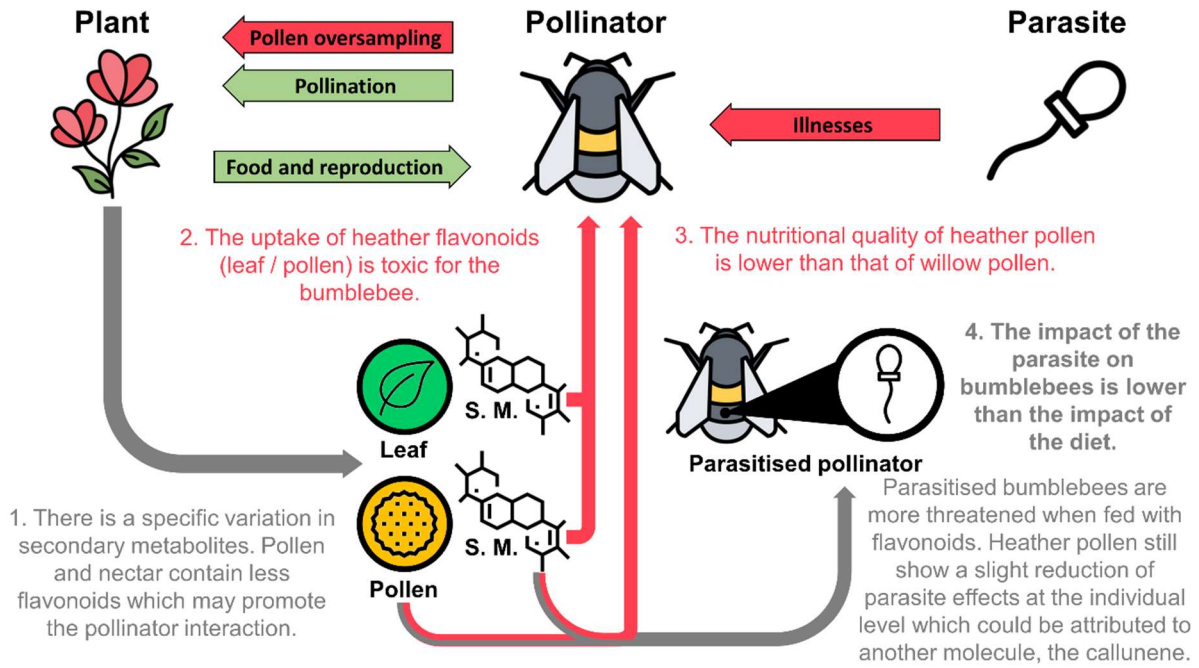 Plant
Pollinator
Parasite
Pollen oversampling
Pollination
Food and reproduction
Illnesses
2. The uptake of heather flavonoids
(leaf / pollen) is toxic for the
bumblebee.
3. The nutritional quality of heather pollen
is lower than that of willow pollen.
S. M.
Leaf
S. M.
Pollen
Parasitised pollinator
4. The impact of the
parasite on
bumblebees is lower
than the impact of
the diet.
1. There is a specific variation in
secondary metabolites. Pollen
and nectar contain less
flavonoids which may promote
the pollinator interaction.
Parasitised bumblebees are
more threatened when fed with
flavonoids. Heather pollen still
show a slight reduction of
parasite effects at the individual
level which could be attributed to
another molecule, the callunene.